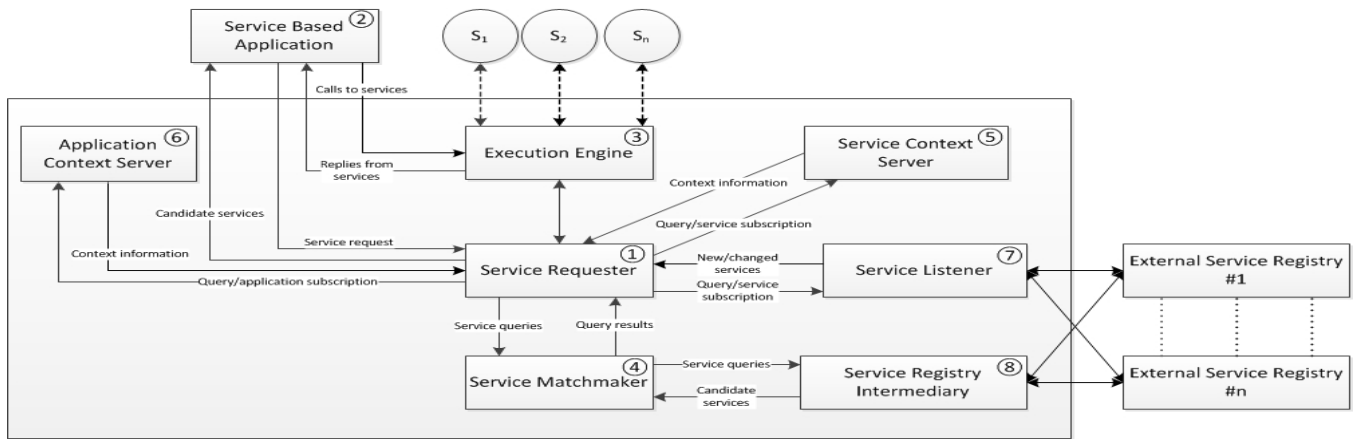 Service Based
Application
②
S₁
S₂
Sₙ
Calls to services
Application
Context Server
⑥
Execution Engine
③
Service Context
Server
⑤
Replies from
services
Context information
Candidate services
Query/service subscription
Service request
Context information
Query/application subscription
Service Requester
①
New/changed
services
Query/service
subscription
Service Listener
⑦
External Service Registry
#1
Service queries
Query results
Service Matchmaker
④
Service queries
Candidate
services
Service Registry
Intermediary
⑧
External Service Registry
#n